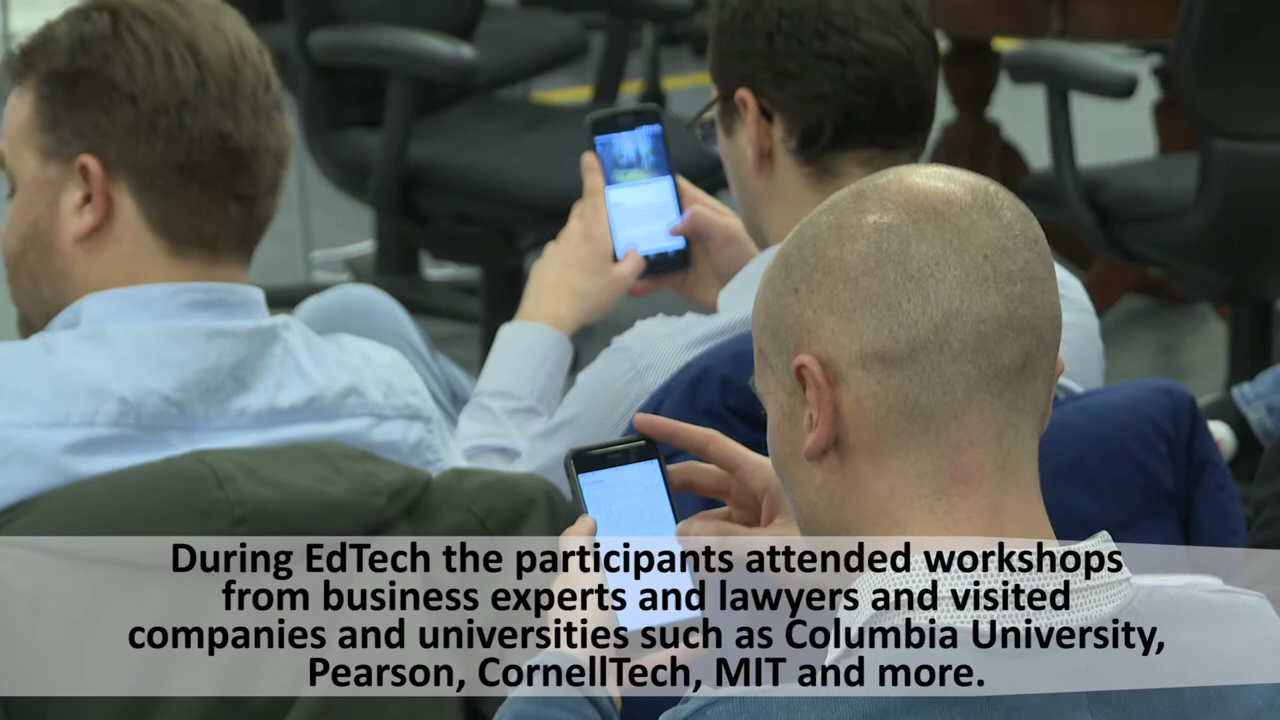 During EdTech the participants attended workshops
from business experts and lawyers and visited
companies and universities such as Columbia University,
Pearson, CornellTech, MIT and more.